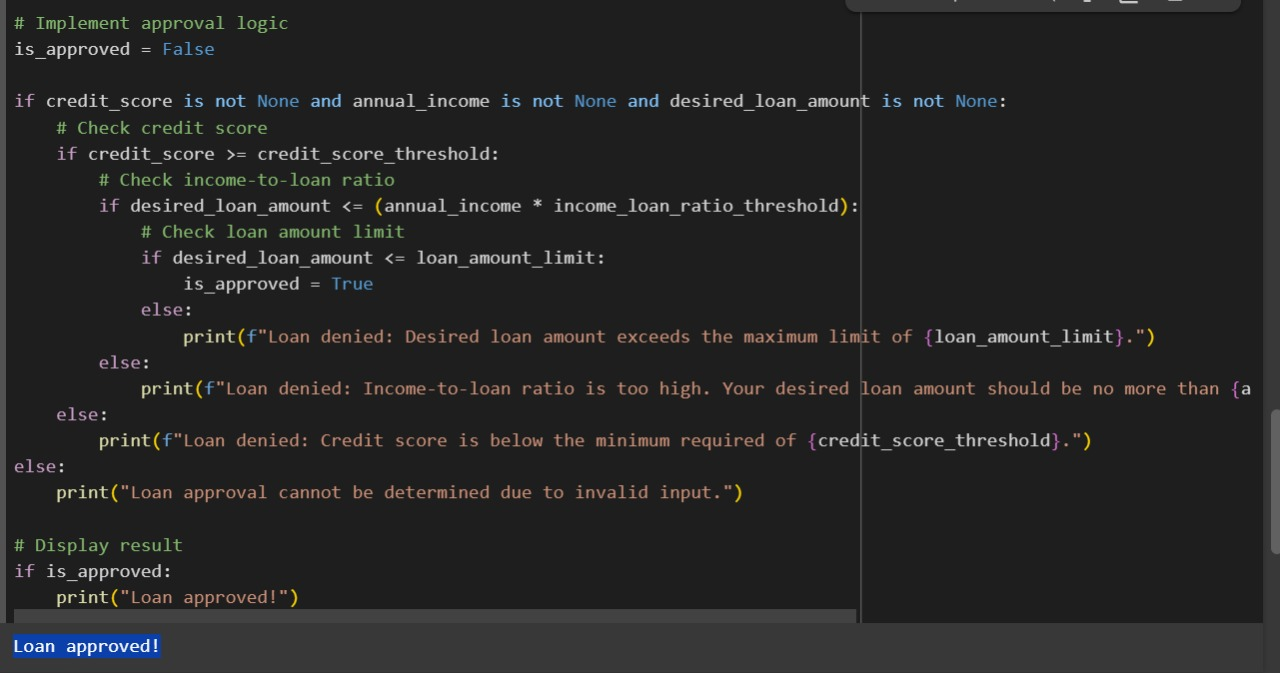 # Implement approval logic
is_approved = False

if credit_score is not None and annual_income is not None and desired_loan_amount is not None:
    # Check credit score
    if credit_score >= credit_score_threshold:
        # Check income-to-loan ratio
        if desired_loan_amount <= (annual_income * income_loan_ratio_threshold):
            # Check loan amount limit
            if desired_loan_amount <= loan_amount_limit:
                is_approved = True
            else:
                print(f"Loan denied: Desired loan amount exceeds the maximum limit of {loan_amount_limit}.")
        else:
            print(f"Loan denied: Income-to-loan ratio is too high. Your desired loan amount should be no more than {a
    else:
        print(f"Loan denied: Credit score is below the minimum required of {credit_score_threshold}.")
else:
    print("Loan approval cannot be determined due to invalid input.")

# Display result
if is_approved:
    print("Loan approved!")
Loan approved!